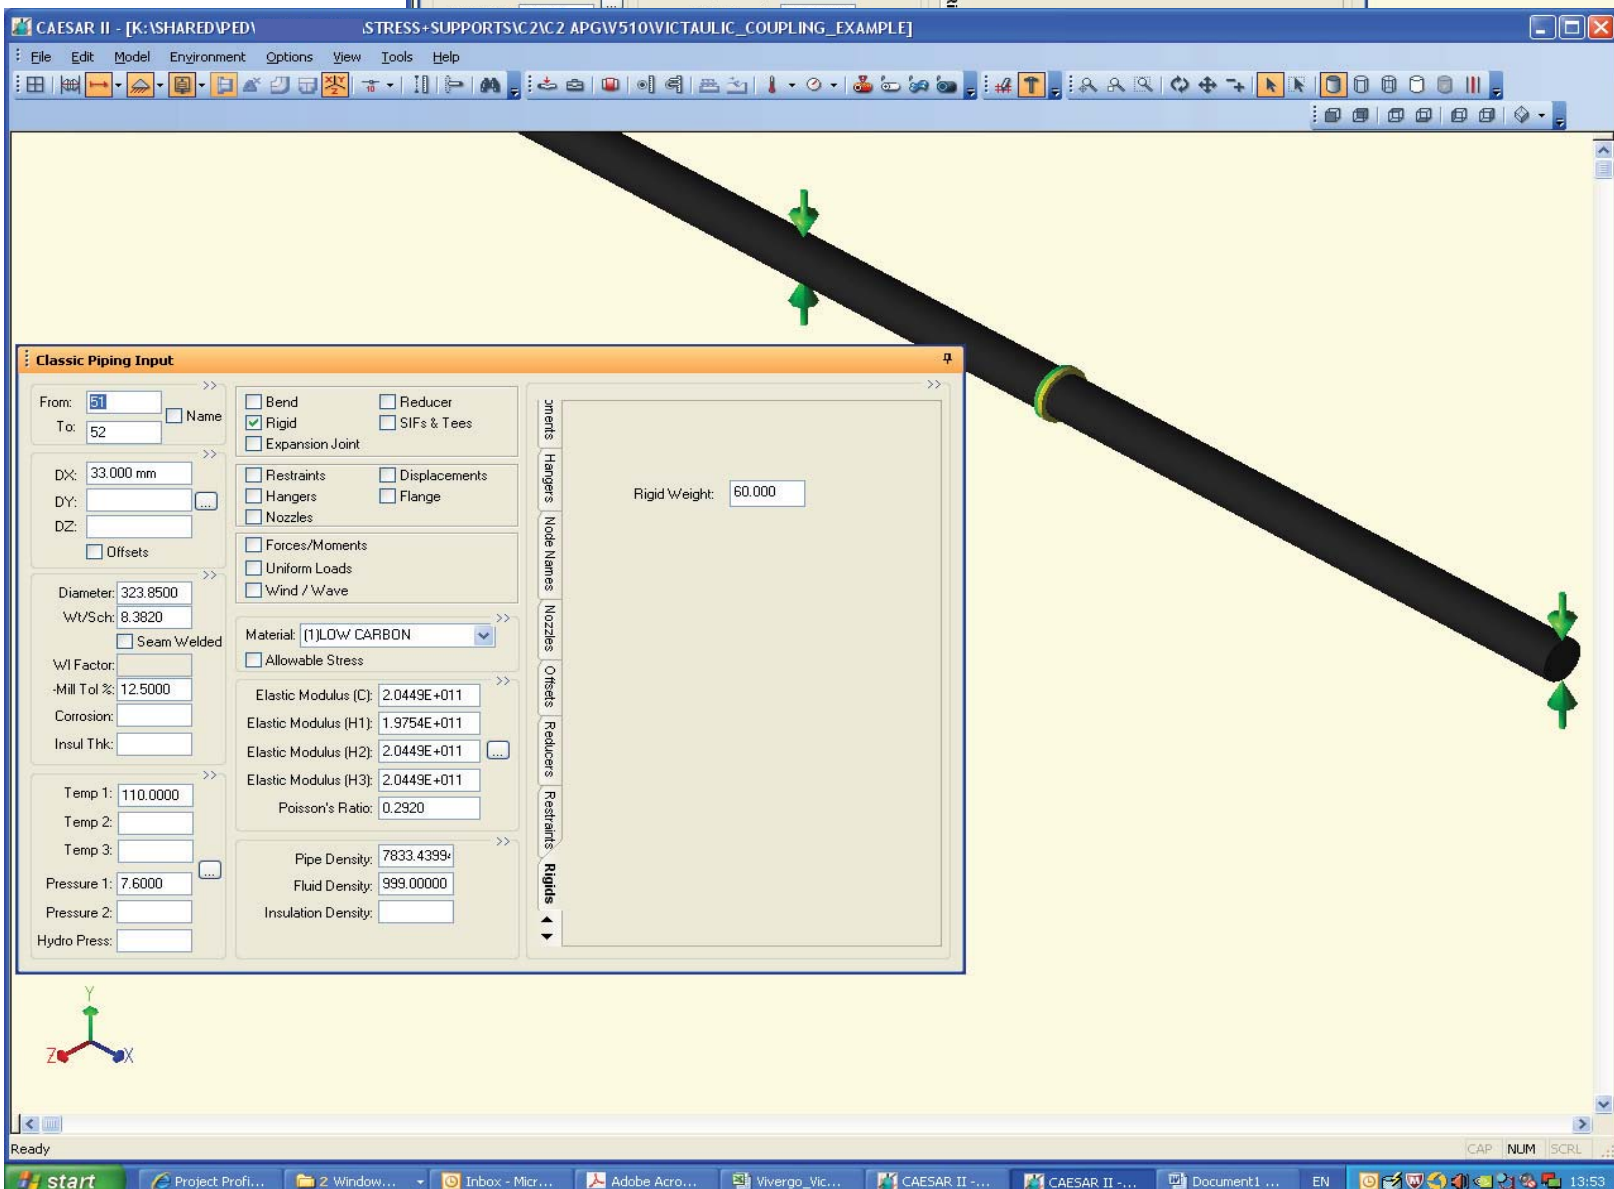 CAESAR II - [K:\SHARED\PED\ .STRESS+SUPPORTS\C2\C2 APG\V510\VICTAULIC_COUPLING_EXAMPLE]
File Edit Model Environment Options View Tools Help
Classic Piping Input
From: 51
Name
To: 52
DX: 33.000 mm
DY:
...
DZ:
Offsets
Diameter: 323.8500
Wt/Sch: 8.3820
Seam Welded
Wl Factor:
-Mill Tol %: 12.5000
Corrosion:
Insul Thk:
Temp 1: 110.0000
Temp 2:
Temp 3:
...
Pressure 1: 7.6000
Pressure 2:
Hydro Press:
Bend Reducer
Rigid SIFs & Tees
Expansion Joint
Restraints Displacements
Hangers Flange
Nozzles
Forces/Moments
Uniform Loads
Wind / Wave
Material: (1)LOW CARBON
Allowable Stress
Elastic Modulus (C): 2.0449E+011
Elastic Modulus (H1): 1.9754E+011
Elastic Modulus (H2): 2.0449E+011 ...
Elastic Modulus (H3): 2.0449E+011
Poisson's Ratio: 0.2920
Pipe Density: 7833.4399
Fluid Density: 999.00000
Insulation Density:
oments
Hangers
Node Names
Nozzles
Offsets
Reducers
Restraints
Rigids
Rigid Weight: 60.000
Y
Z X
Ready CAP NUM SCRL
start Project Profi... 2 Window... Inbox - Micr... Adobe Acro... Vivergo_Vic... CAESAR II -... CAESAR II -... Document1 ... EN 13:53